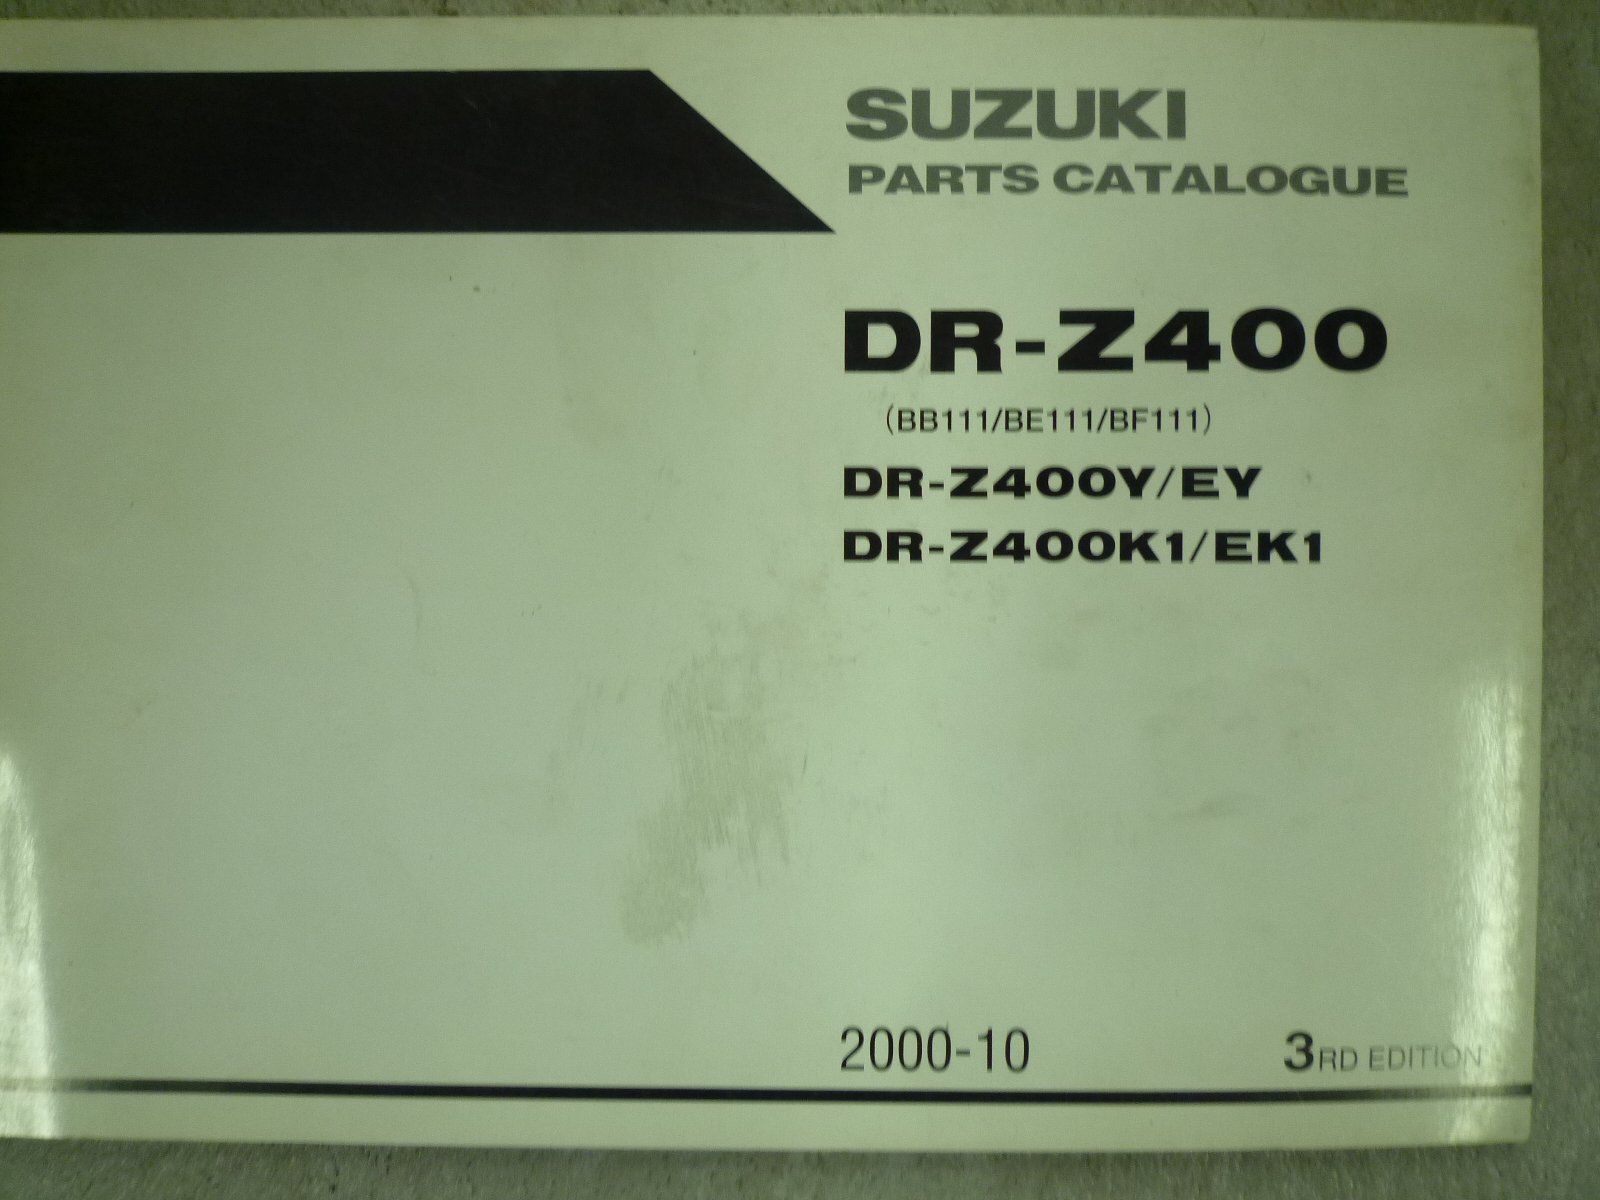 SUZUKI
PARTS CATALOGUE
DR-Z400
(BB111/BE111/BF111)
DR-Z400Y/EY
DR-Z400K1/EK1
2000-10
3RD EDITION